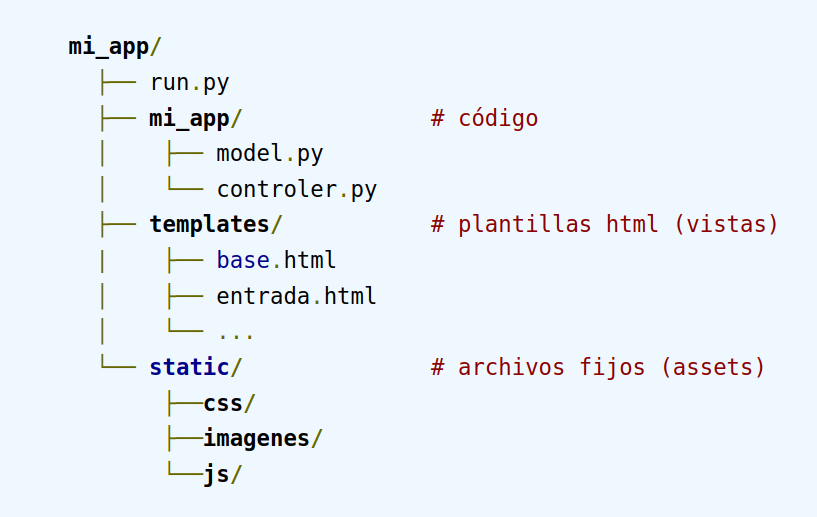 mi_app/
├── run.py
├── mi_app/              # código
│    ├── model.py
│    └── controler.py
├── templates/           # plantillas html (vistas)
│    ├── base.html
│    ├── entrada.html
│    └── ...
└── static/              # archivos fijos (assets)
     ├──css/
     ├──imagenes/
     └──js/